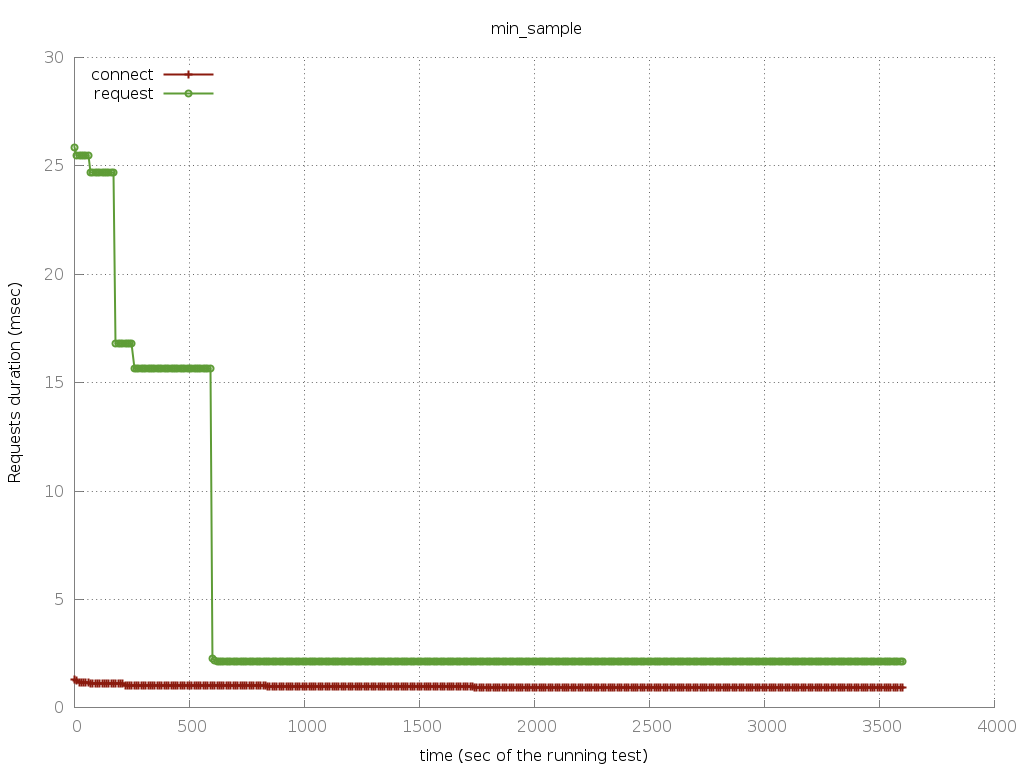 min_sample
connect
request
30
25
20
15
10
5
0
Requests duration (msec)
0 500 1000 1500 2000 2500 3000 3500 4000
time (sec of the running test)